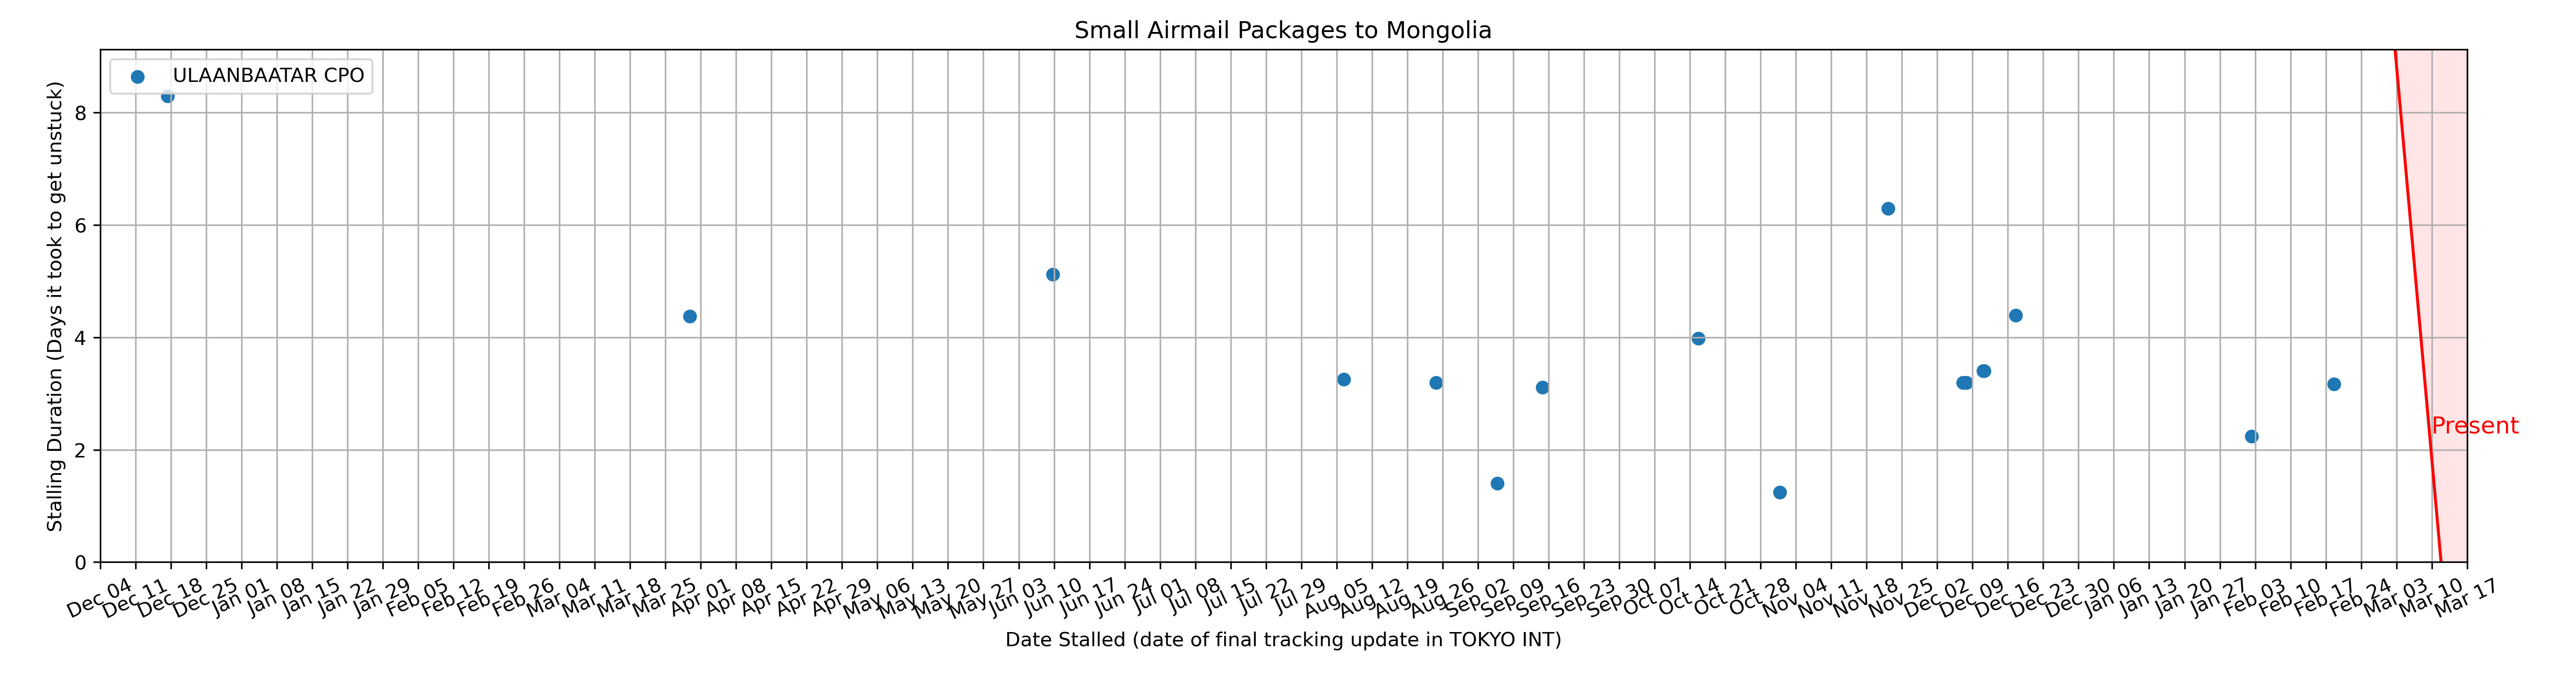 Small Airmail Packages to Mongolia
ULAANBAATAR CPO
Stalling Duration (Days it took to get unstuck)
8
6
4
2
0
Present
Dec 04
Dec 11
Dec 18
Dec 25
Jan 01
Jan 08
Jan 15
Jan 22
Jan 29
Feb 05
Feb 12
Feb 19
Feb 26
Mar 04
Mar 11
Mar 18
Mar 25
Apr 01
Apr 08
Apr 15
Apr 22
Apr 29
May 06
May 13
May 20
May 27
Jun 03
Jun 10
Jun 17
Jun 24
Jul 01
Jul 08
Jul 15
Jul 22
Jul 29
Aug 05
Aug 12
Aug 19
Aug 26
Sep 02
Sep 09
Sep 16
Sep 23
Sep 30
Oct 07
Oct 14
Oct 21
Oct 28
Nov 04
Nov 11
Nov 18
Nov 25
Dec 02
Dec 09
Dec 16
Dec 23
Dec 30
Jan 06
Jan 13
Jan 20
Jan 27
Feb 03
Feb 10
Feb 17
Feb 24
Mar 03
Mar 10
Mar 17
Date Stalled (date of final tracking update in TOKYO INT)